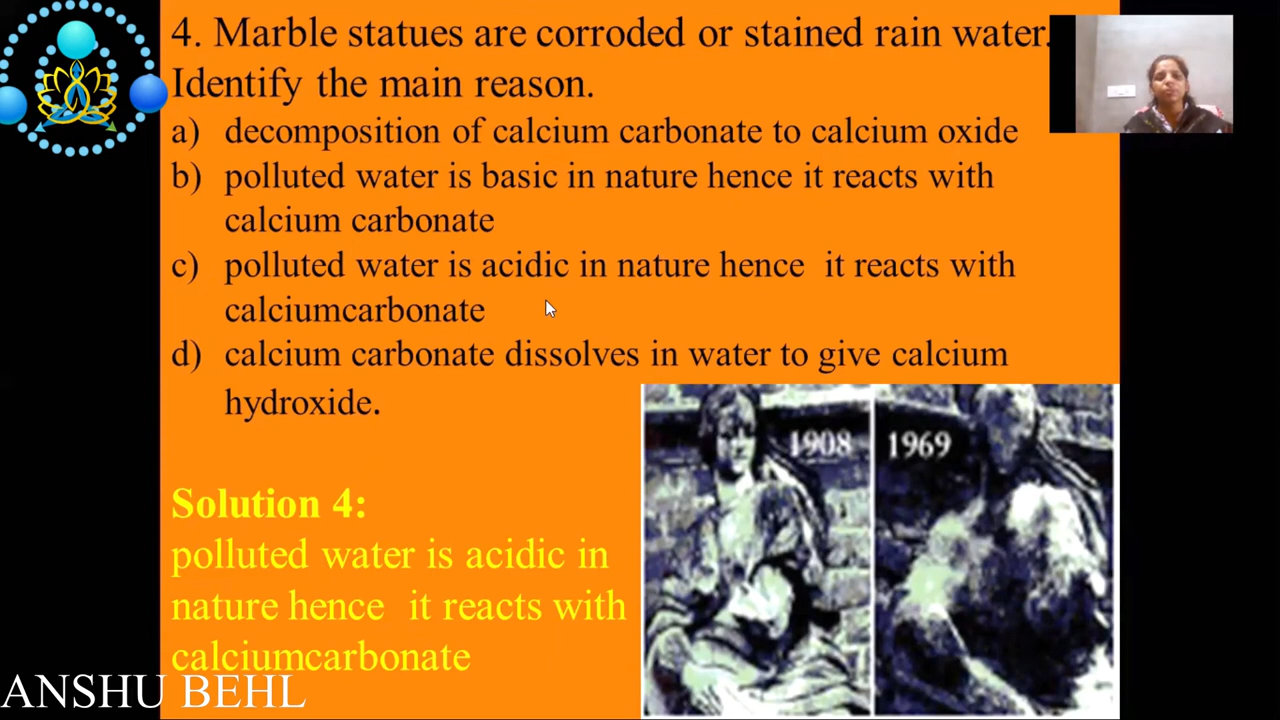 4. Marble statues are corroded or stained rain water.
Identify the main reason.
a) decomposition of calcium carbonate to calcium oxide
b) polluted water is basic in nature hence it reacts with
calcium carbonate
c) polluted water is acidic in nature hence it reacts with
calciumcarbonate
d) calcium carbonate dissolves in water to give calcium
hydroxide.
1908 1969
Solution 4:
polluted water is acidic in
nature hence it reacts with
calciumcarbonate
ANSHU BEHL